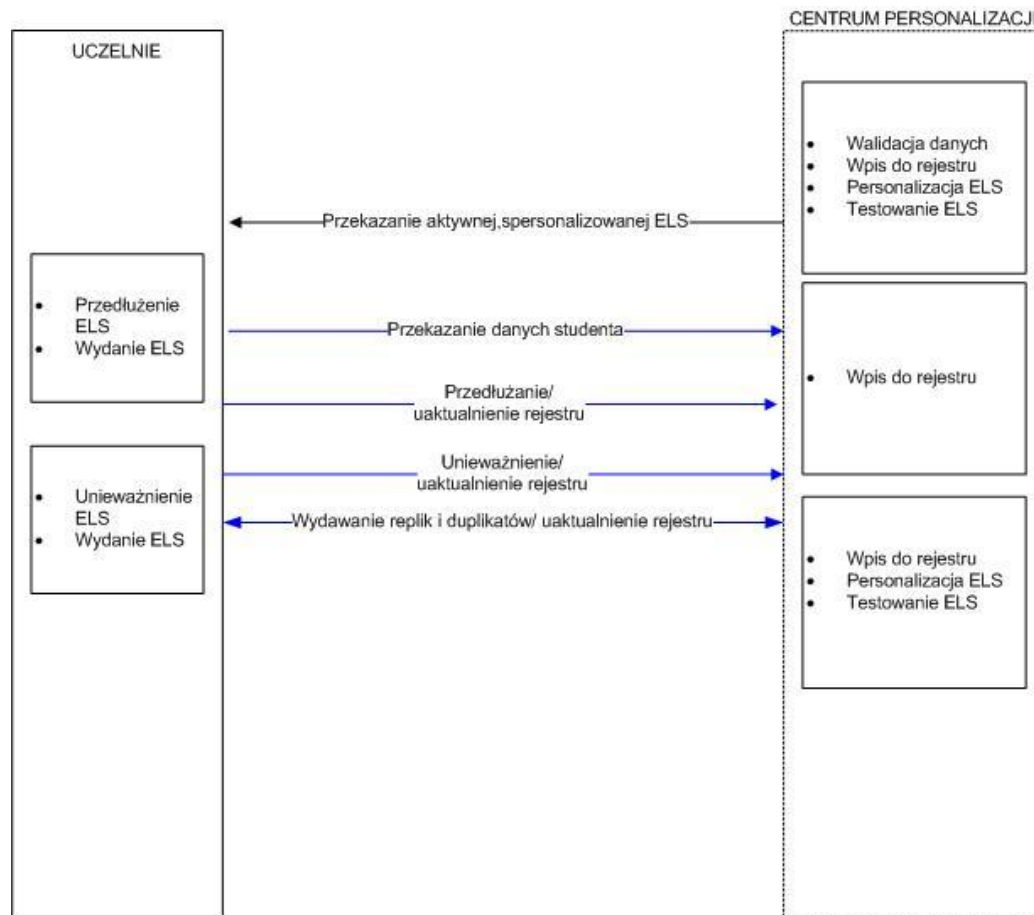 CENTRUM PERSONALIZACJI
UCZELNIE
• Walidacja danych
• Wpis do rejestru
• Personalizacja ELS
• Testowanie ELS
Przekazanie aktywnej,spersonalizowanej ELS
• Przedłużenie
ELS
• Wydanie ELS
Przekazanie danych studenta
• Wpis do rejestru
Przedłużanie/
uaktualnienie rejestru
Unieważnienie/
uaktualnienie rejestru
• Unieważnienie
ELS
• Wydanie ELS
Wydawanie replik i duplikatów/ uaktualnienie rejestru
• Wpis do rejestru
• Personalizacja ELS
• Testowanie ELS